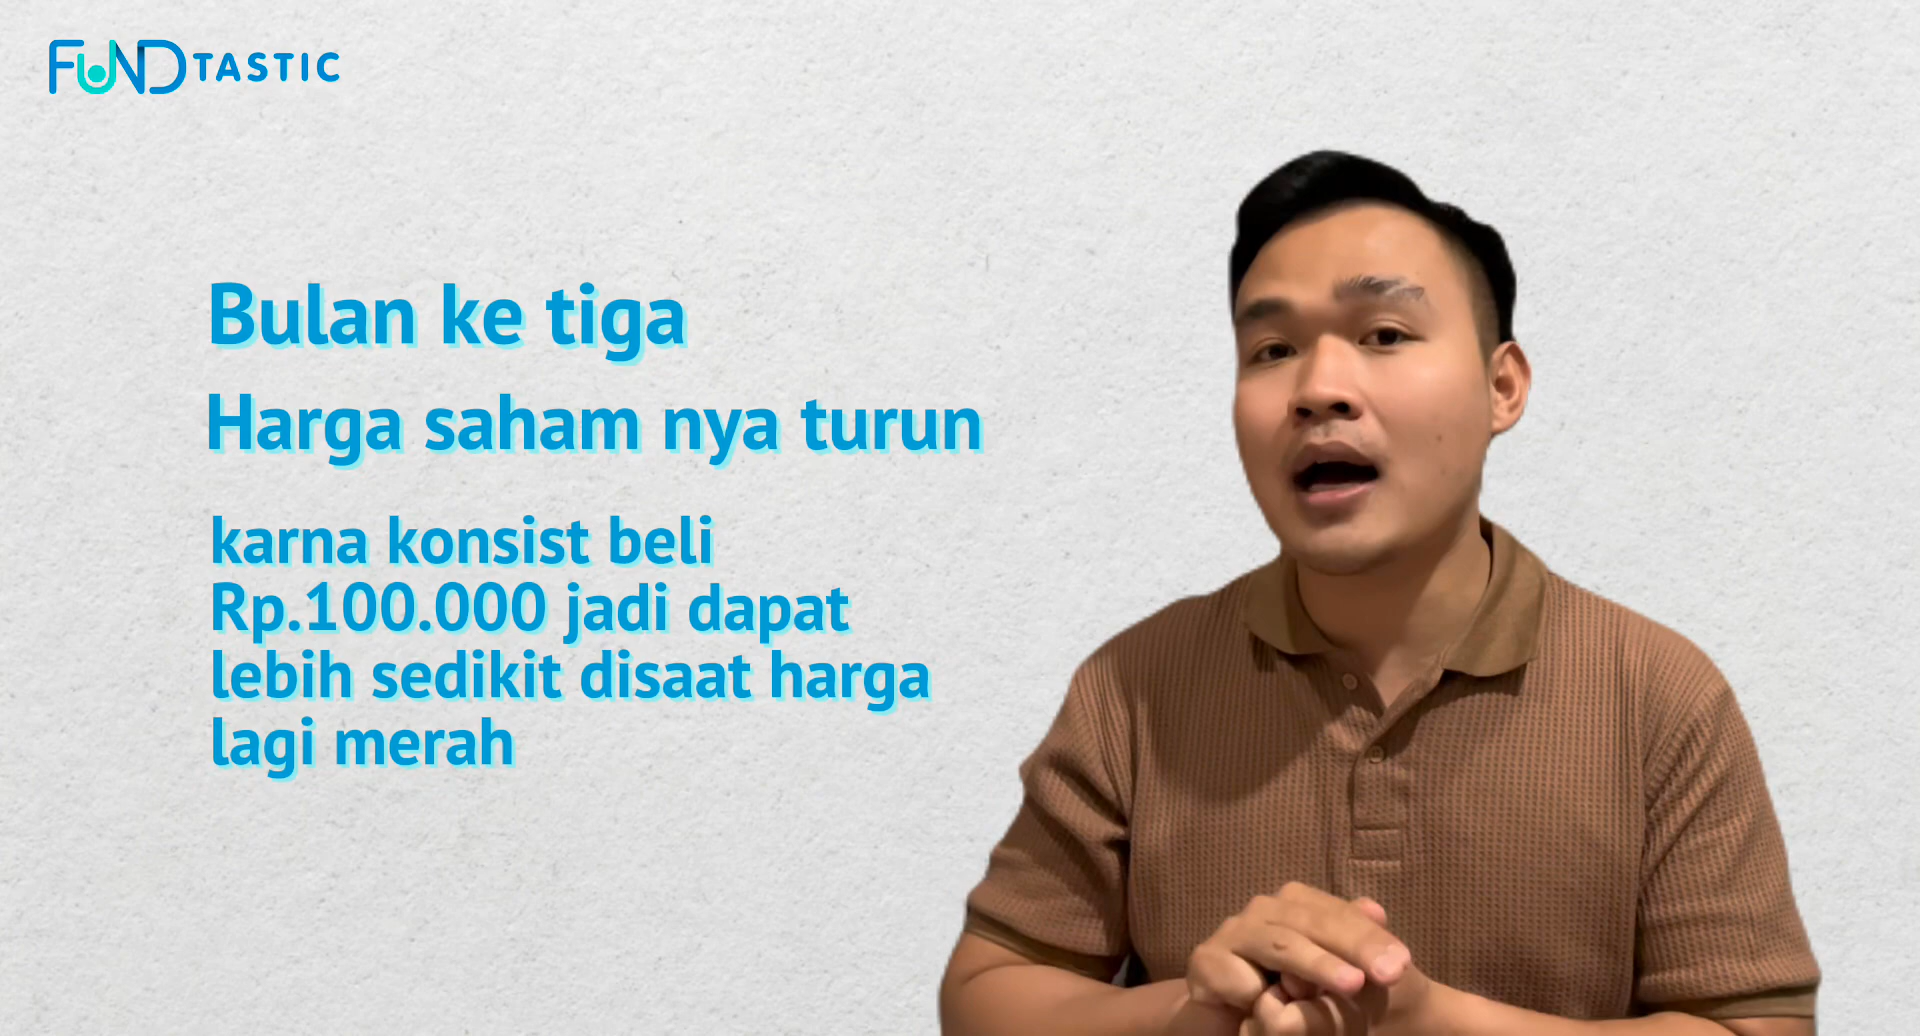 FUNDTASTIC
Bulan ke tiga
Harga saham nya turun
karna konsist beli
Rp.100.000 jadi dapat
lebih sedikit disaat harga
lagi merah